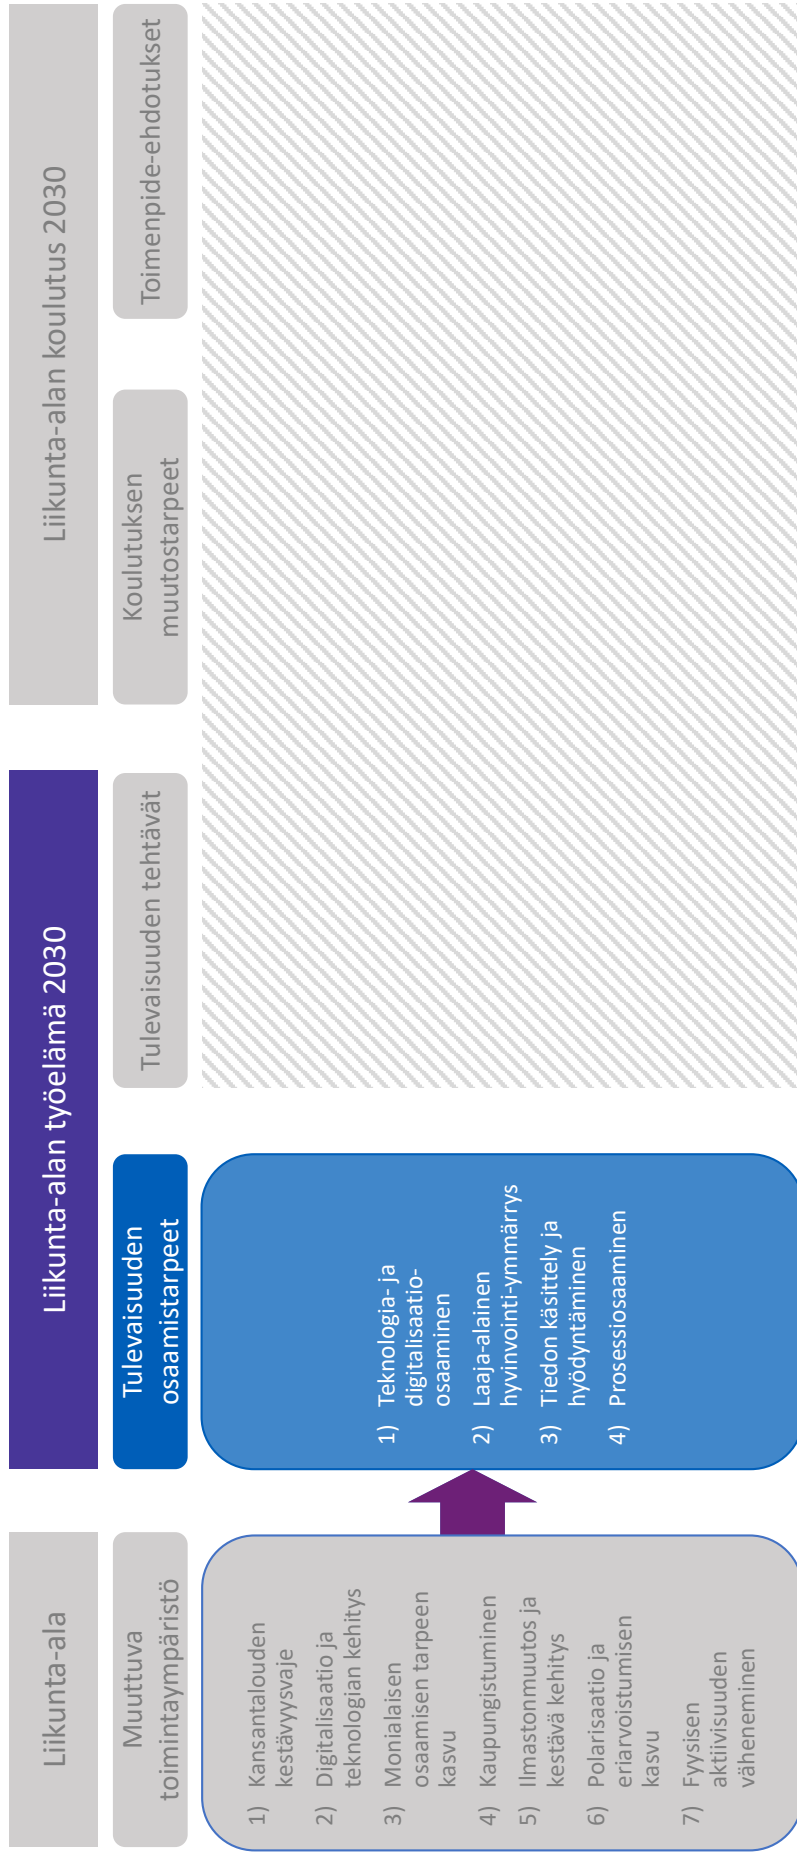 Liikunta-ala
Liikunta-alan työelämä 2030
Liikunta-alan koulutus 2030
Muuttuva
toimintaympäristö
Tulevaisuuden
osaamistarpeet
Tulevaisuuden tehtävät
Koulutuksen
muutostarpeet
Toimenpide-ehdotukset
1) Kansantalouden
kestävyysvaje
2) Digitalisaatio ja
teknologian kehitys
3) Monialaisen
osaamisen tarpeen
kasvu
4) Kaupungistuminen
5) Ilmastonmuutos ja
kestävä kehitys
6) Polarisaatio ja
eriarvoistumisen
kasvu
7) Fyysisen
aktiivisuuden
väheneminen
1) Teknologia- ja
digitalisaatio-
osaaminen
2) Laaja-alainen
hyvinvointi-ymmärrys
3) Tiedon käsittely ja
hyödyntäminen
4) Prosessiosaaminen